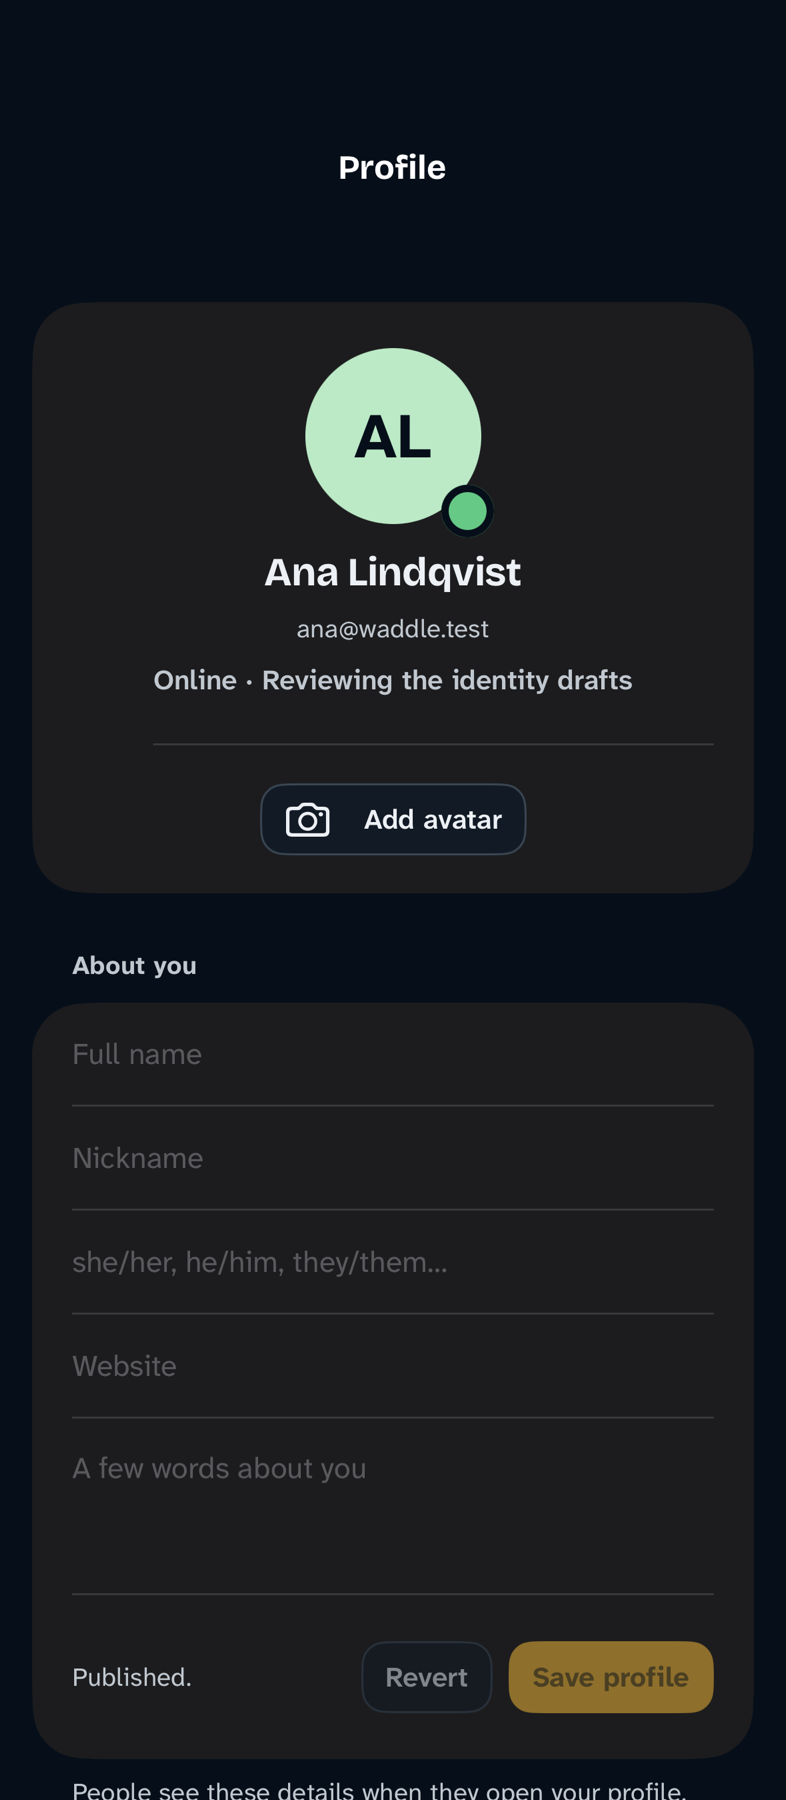 Profile
AL
Ana Lindqvist
ana@waddle.test
Online · Reviewing the identity drafts
Add avatar
About you
Full name
Nickname
she/her, he/him, they/them...
Website
A few words about you
Published.
Revert
Save profile
People see these details when they open your profile.